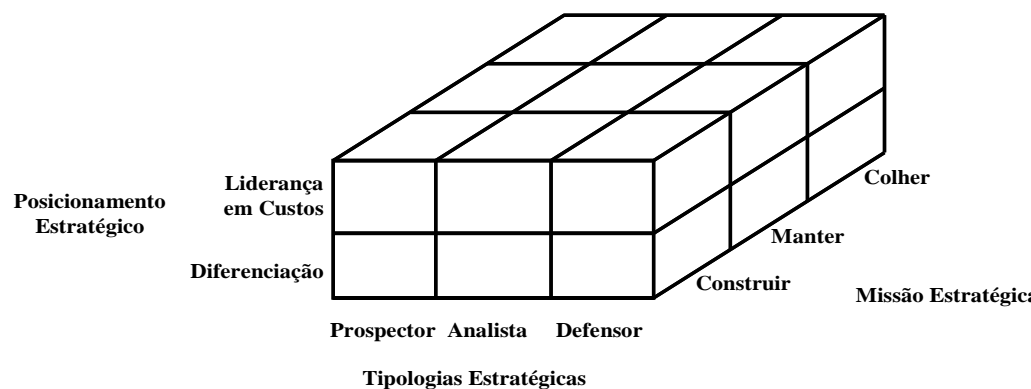 Posicionamento
Estratégico
Liderança
em Custos
Diferenciação
Colher
Manter
Construir
Missão Estratégica
Prospector Analista Defensor
Tipologias Estratégicas